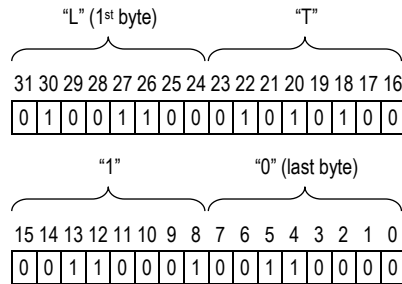 “L” (1st byte) “T”
31 30 29 28 27 26 25 24 23 22 21 20 19 18 17 16
0 1 0 0 1 1 0 0 0 1 0 1 0 1 0 0
“1” “0” (last byte)
15 14 13 12 11 10 9 8 7 6 5 4 3 2 1 0
0 0 1 1 0 0 0 1 0 0 1 1 0 0 0 0